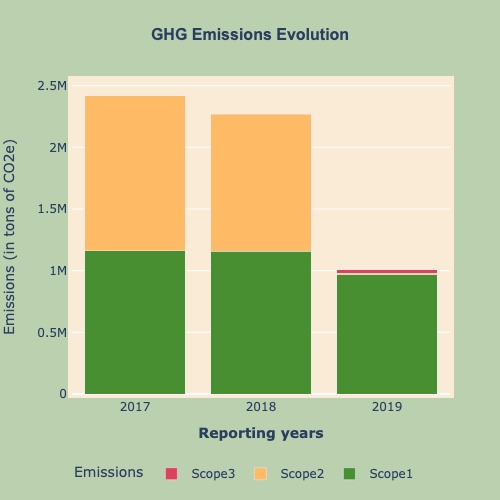 GHG Emissions Evolution
Emissions (in tons of CO2e)
2.5M
2M
1.5M
1M
0.5M
0
2017 2018 2019
Reporting years
Emissions Scope3 Scope2 Scope1